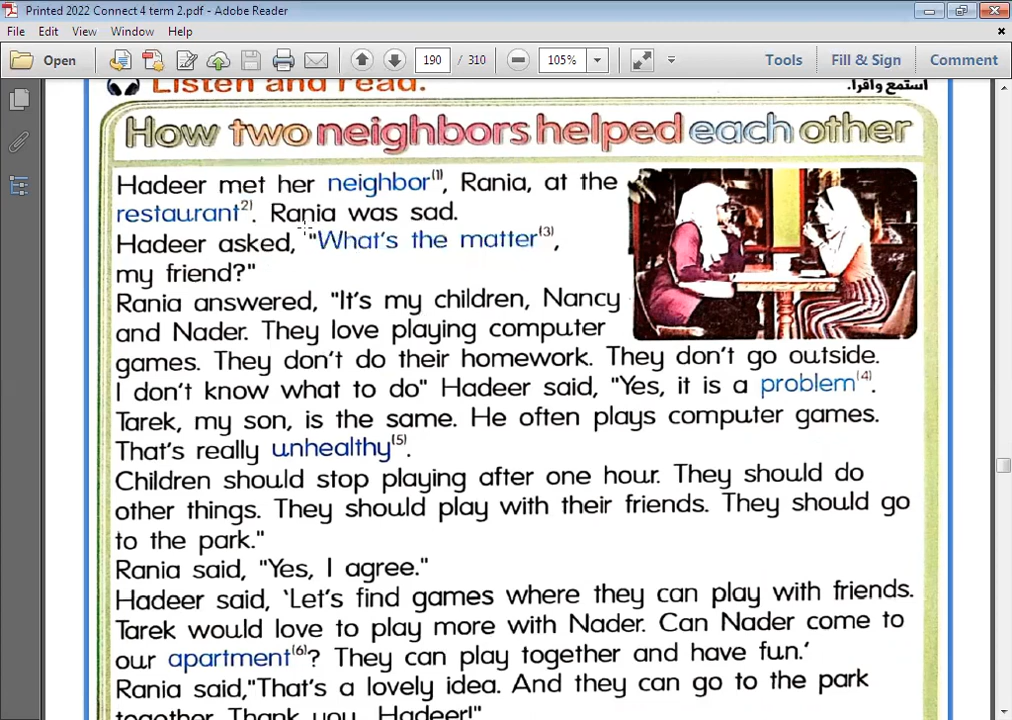 Printed 2022 Connect 4 term 2.pdf - Adobe Reader
File Edit View Window Help
Open 190 / 310 105% Tools Fill & Sign Comment
Listen and read. استمع واقرأ.
How two neighbors helped each other
Hadeer met her neighbor(1), Rania, at the
restaurant2). Rania was sad.
Hadeer asked, "What's the matter(3),
my friend?"
Rania answered, "It's my children, Nancy
and Nader. They love playing computer
games. They don't do their homework. They don't go outside.
I don't know what to do" Hadeer said, "Yes, it is a problem(4).
Tarek, my son, is the same. He often plays computer games.
That's really unhealthy(5).
Children should stop playing after one hour. They should do
other things. They should play with their friends. They should go
to the park."
Rania said, "Yes, I agree."
Hadeer said, 'Let's find games where they can play with friends.
Tarek would love to play more with Nader. Can Nader come to
our apartment(6)? They can play together and have fun.'
Rania said,"That's a lovely idea. And they can go to the park
together. Thank you, Hadeer!"